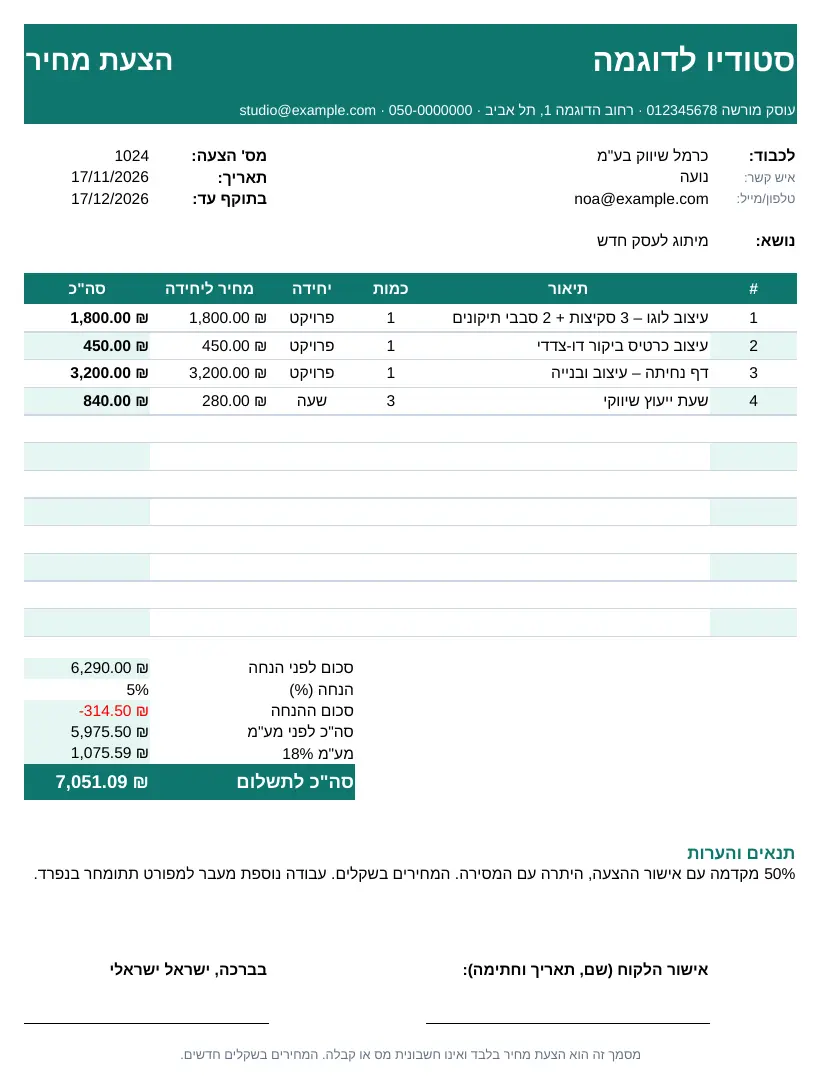 סטודיו לדוגמה הצעת מחיר
עוסק מורשה 012345678 · רחוב הדוגמה 1, תל אביב · 050-0000000 · studio@example.com
לכבוד: כרמל שיווק בע"מ מס' הצעה: 1024
איש קשר: נועה תאריך: 17/11/2026
טלפון/מייל: noa@example.com בתוקף עד: 17/12/2026
נושא: מיתוג לעסק חדש
# תיאור כמות יחידה מחיר ליחידה סה"כ
1 עיצוב לוגו – 3 סקיצות + 2 סבבי תיקונים 1 פרויקט 1,800.00 ₪ 1,800.00 ₪
2 עיצוב כרטיס ביקור דו-צדדי 1 פרויקט 450.00 ₪ 450.00 ₪
3 דף נחיתה – עיצוב ובנייה 1 פרויקט 3,200.00 ₪ 3,200.00 ₪
4 שעת ייעוץ שיווקי 3 שעה 280.00 ₪ 840.00 ₪
סכום לפני הנחה 6,290.00 ₪
הנחה (%) 5%
סכום ההנחה -314.50 ₪
סה"כ לפני מע"מ 5,975.50 ₪
מע"מ 18% 1,075.59 ₪
סה"כ לתשלום 7,051.09 ₪
תנאים והערות
50% מקדמה עם אישור ההצעה, היתרה עם המסירה. המחירים בשקלים. עבודה נוספת מעבר למפורט תתומחר בנפרד.
אישור הלקוח (שם, תאריך וחתימה): בברכה, ישראל ישראלי
מסמך זה הוא הצעת מחיר בלבד ואינו חשבונית מס או קבלה. המחירים בשקלים חדשים.